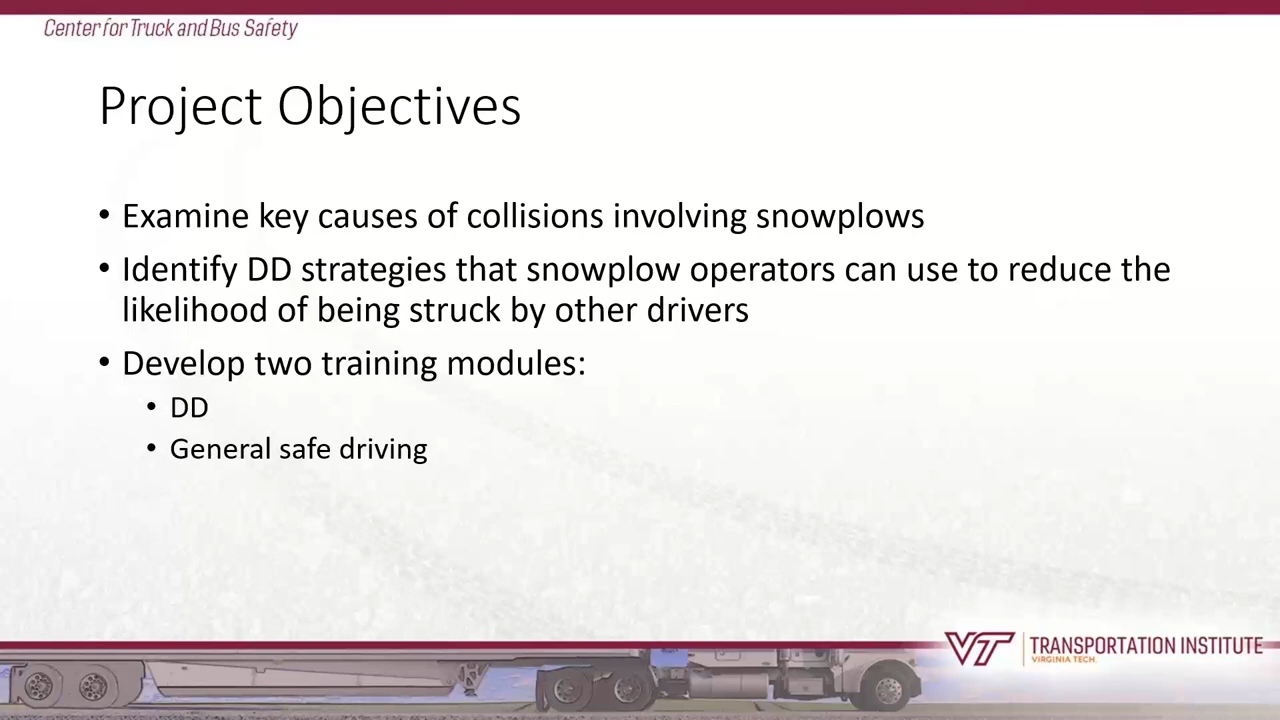 Center for Truck and Bus Safety
Project Objectives
• Examine key causes of collisions involving snowplows
• Identify DD strategies that snowplow operators can use to reduce the
likelihood of being struck by other drivers
• Develop two training modules:
• DD
• General safe driving
VT TRANSPORTATION INSTITUTE
VIRGINIA TECH.